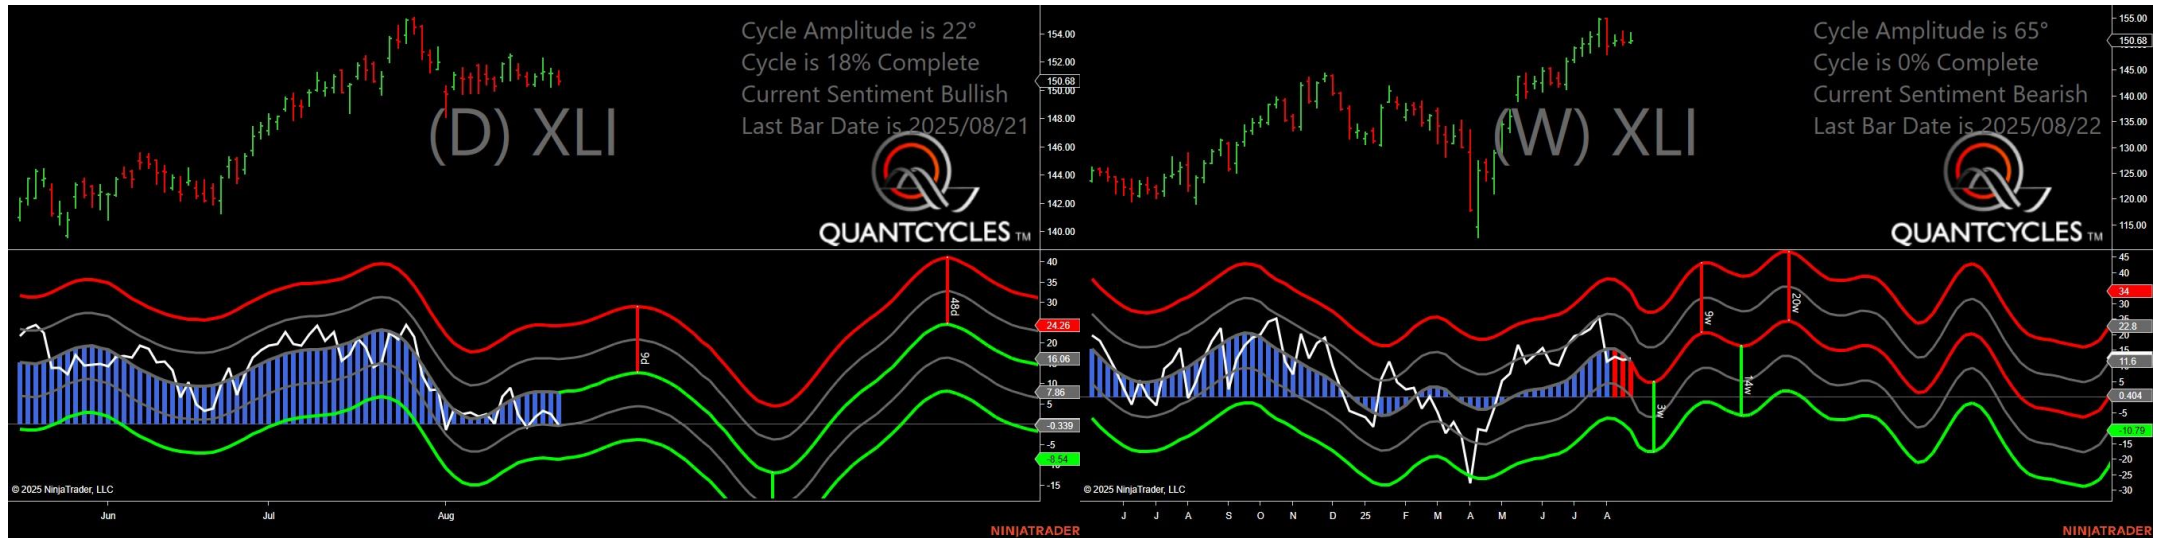 Cycle Amplitude is 22°
Cycle is 18% Complete
Current Sentiment Bullish
Last Bar Date is 2025/08/21
(D) XLI
QUANTCYCLES TM
154.00
152.00
150.68
150.00
148.00
146.00
144.00
142.00
140.00
40
35
30
24.26
20
16.06
10
7.86
5
-0.339
-5
-8.54
-15
9d
48d
© 2025 NinjaTrader, LLC
Jun
Jul
Aug
NINJATRADER
Cycle Amplitude is 65°
Cycle is 0% Complete
Current Sentiment Bearish
Last Bar Date is 2025/08/22
(W) XLI
QUANTCYCLES TM
155.00
150.68
145.00
140.00
135.00
130.00
125.00
120.00
115.00
45
40
34
30
22.8
15
11.6
5
0.404
-5
-10.79
-15
-20
-25
-30
3w
9w
14w
20w
© 2025 NinjaTrader, LLC
J J A S O N D 25 F M A M J J A
NINJATRADER